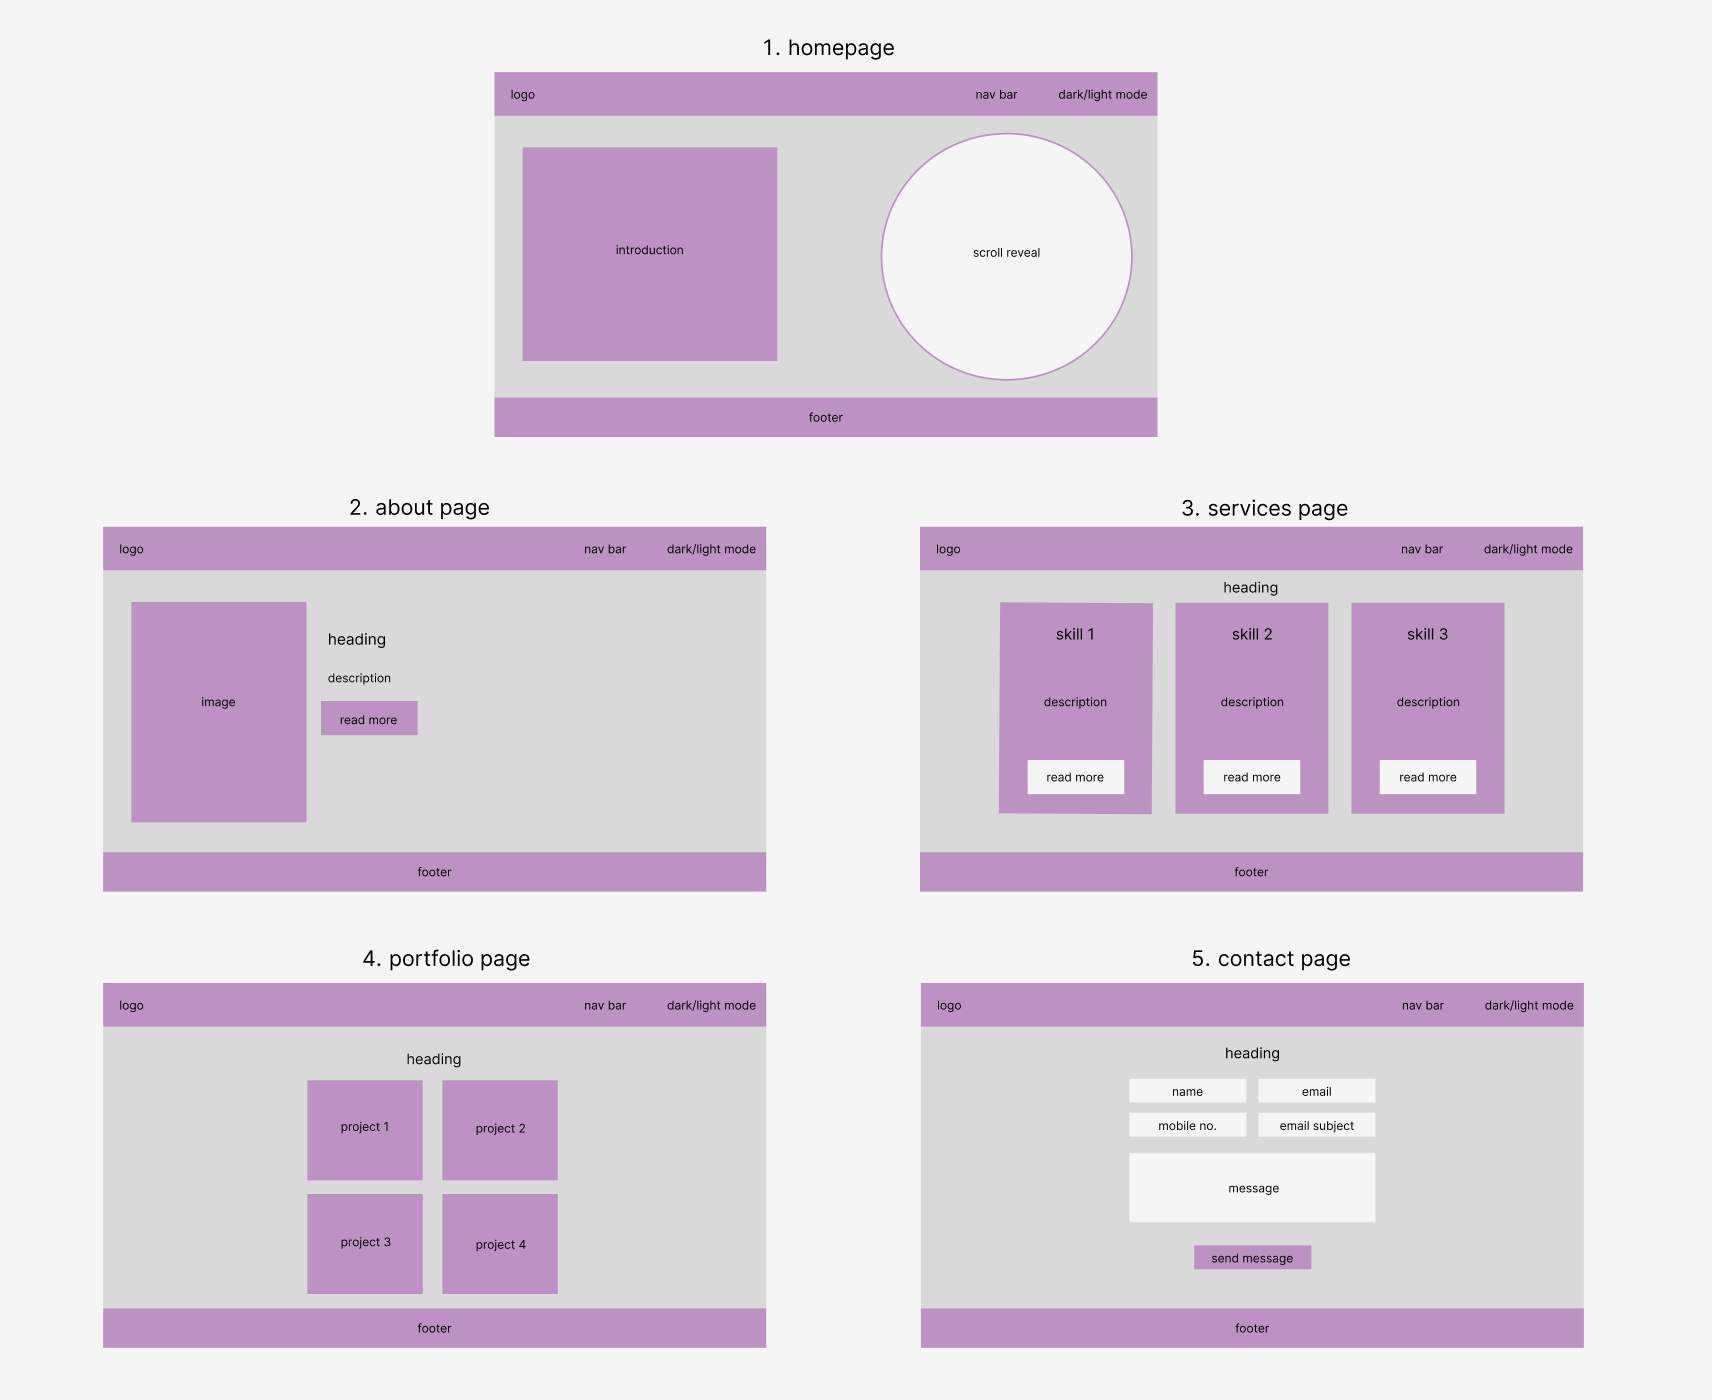 1. homepage
logo
nav bar
dark/light mode
introduction
scroll reveal
footer
2. about page
logo
nav bar
dark/light mode
image
heading
description
read more
footer
3. services page
logo
nav bar
dark/light mode
heading
skill 1
description
read more
skill 2
description
read more
skill 3
description
read more
footer
4. portfolio page
logo
nav bar
dark/light mode
heading
project 1
project 2
project 3
project 4
footer
5. contact page
logo
nav bar
dark/light mode
heading
name
email
mobile no.
email subject
message
send message
footer